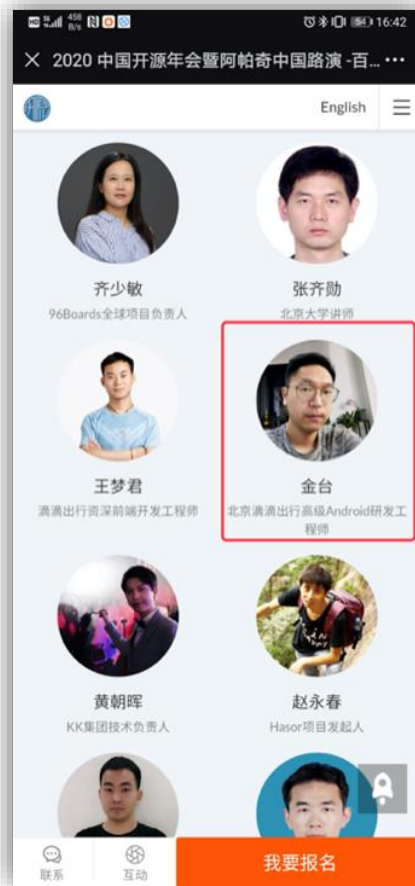 HD 5G 458 B/s 54 16:42
× 2020 中国开源年会暨阿帕奇中国路演 -百... •••
English
齐少敏
96Boards全球项目负责人
张齐勋
北京大学讲师
王梦君
滴滴出行资深前端开发工程师
金台
北京滴滴出行高级Android研发工
程师
黄朝晖
KK集团技术负责人
赵永春
Hasor项目发起人
联系
互动
我要报名